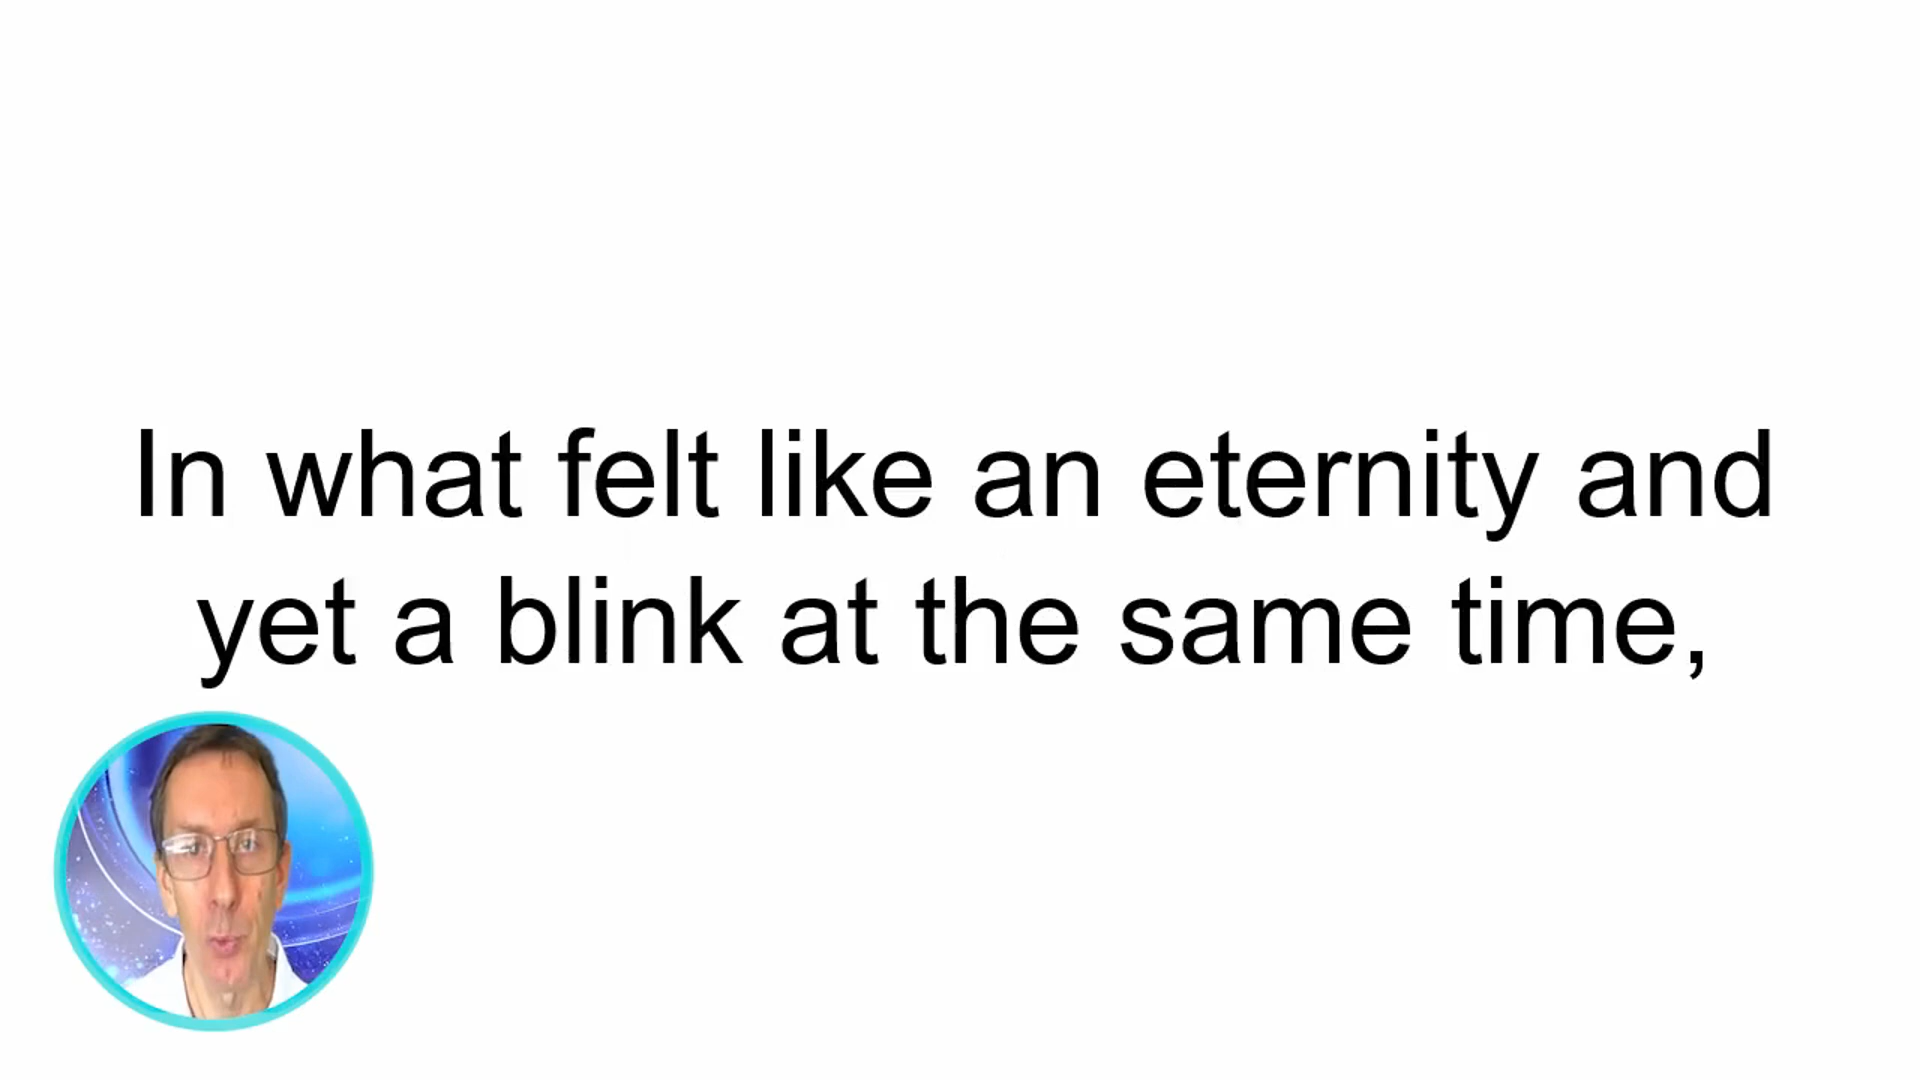 In what felt like an eternity and
yet a blink at the same time,